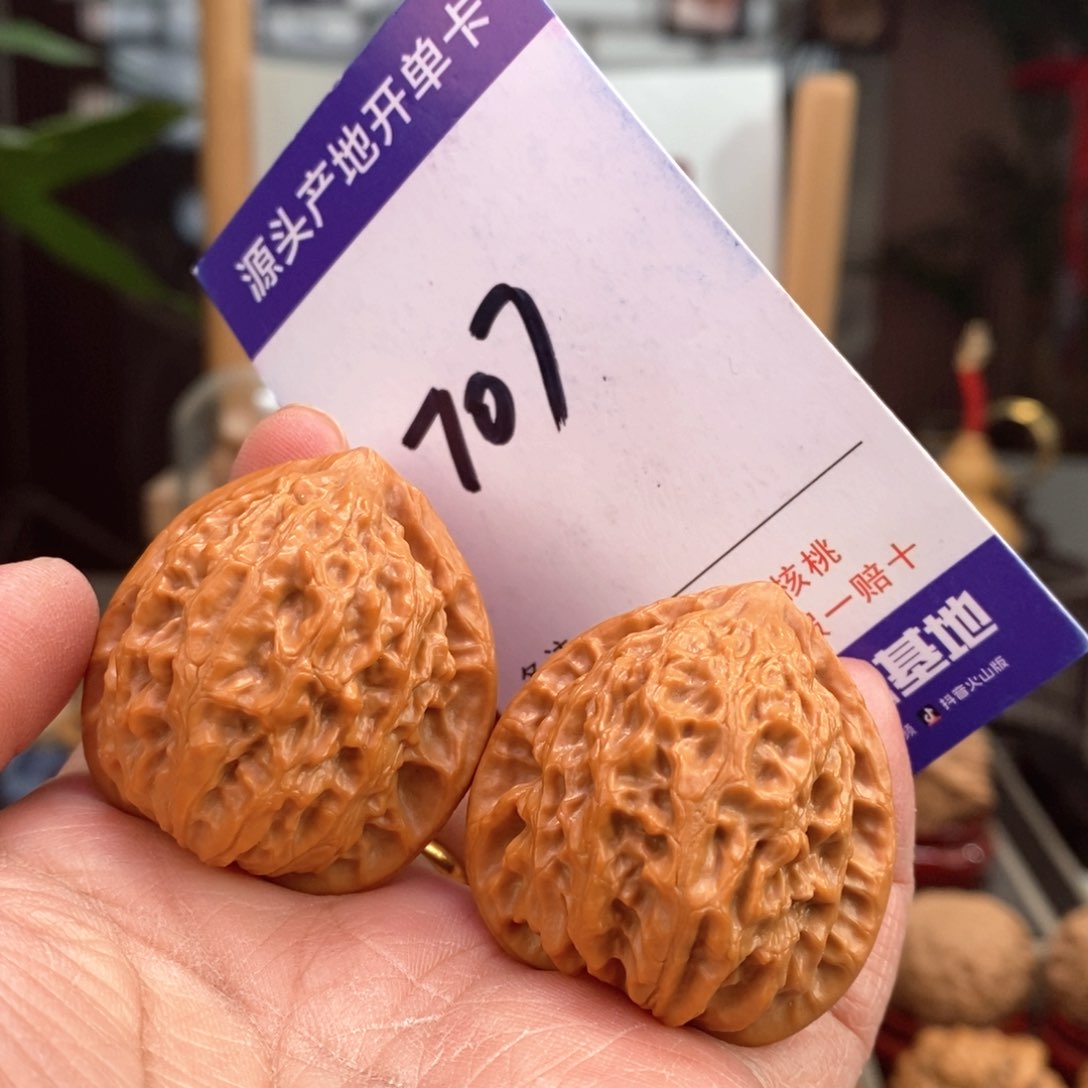 源头产地开单卡
707
核桃
一赔十
基地
抖音火山版